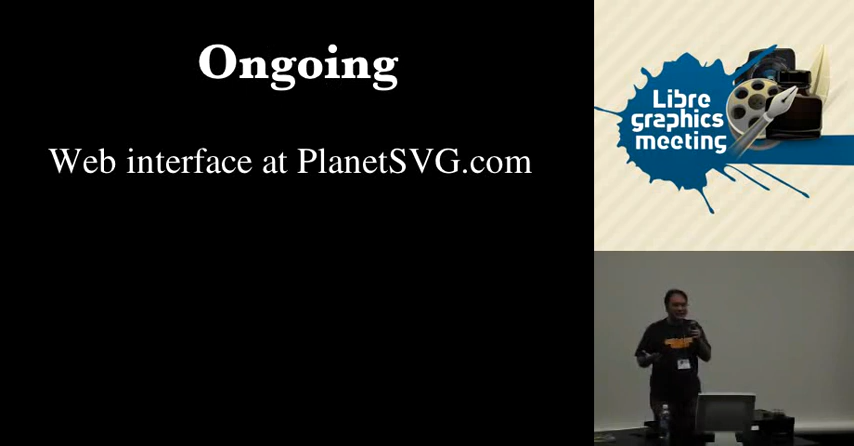 Ongoing
Web interface at PlanetSVG.com
Libre
graphics
meeting